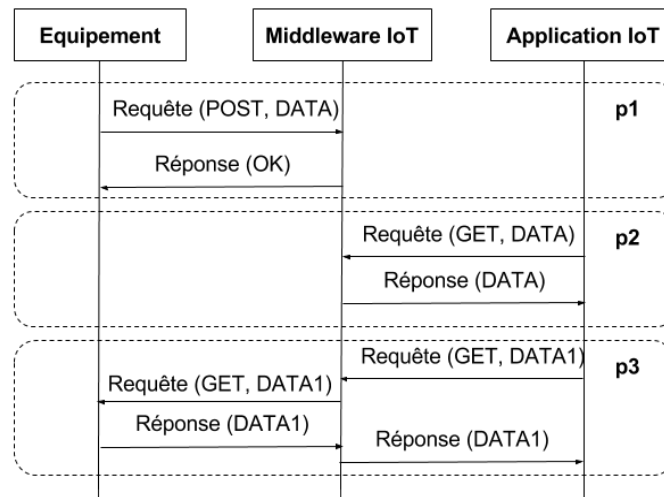 Equipement
Middleware IoT
Application IoT
p1
Requête (POST, DATA)
Réponse (OK)
p2
Requête (GET, DATA)
Réponse (DATA)
p3
Requête (GET, DATA1)
Requête (GET, DATA1)
Réponse (DATA1)
Réponse (DATA1)